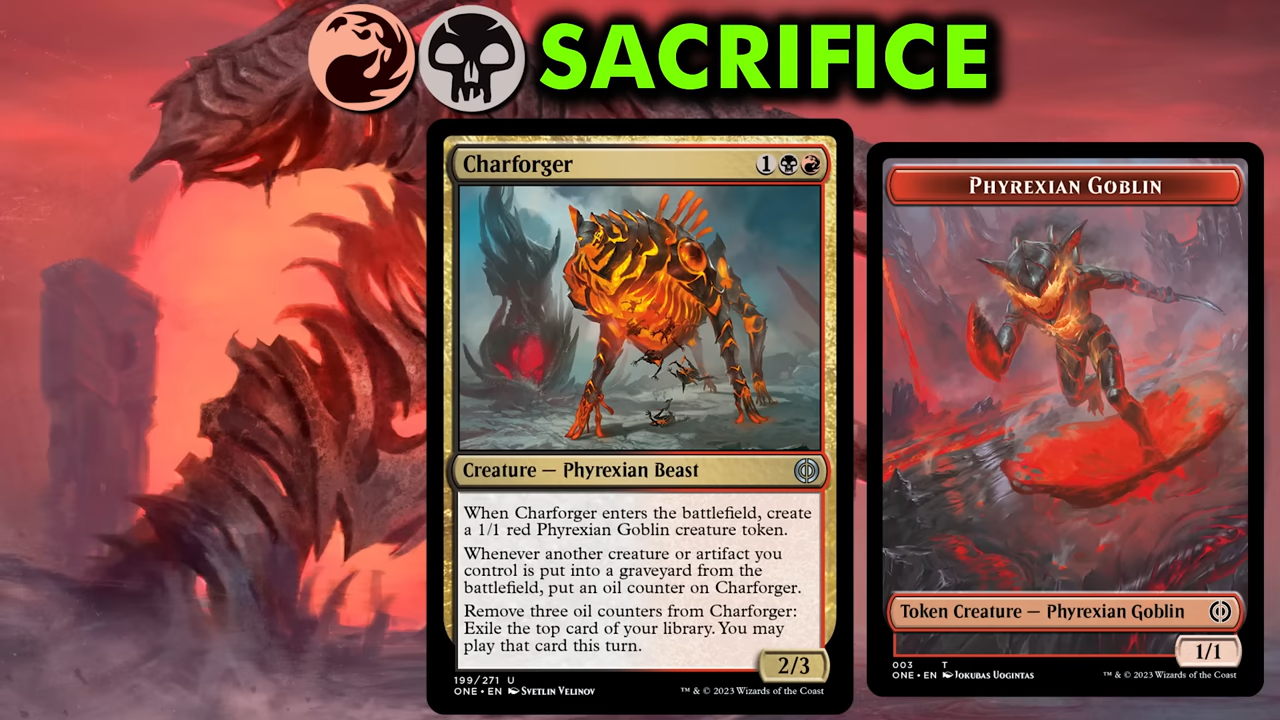 SACRIFICE
Charforger 1
Creature — Phyrexian Beast
When Charforger enters the battlefield, create
a 1/1 red Phyrexian Goblin creature token.
Whenever another creature or artifact you
control is put into a graveyard from the
battlefield, put an oil counter on Charforger.
Remove three oil counters from Charforger:
Exile the top card of your library. You may
play that card this turn.
2/3
199/271 U
ONE • EN Svetlin Velinov
™ & © 2023 Wizards of the Coast
Phyrexian Goblin
Token Creature — Phyrexian Goblin
1/1
003 T
ONE • EN Jokubas Uogintas
™ & © 2023 Wizards of the Coast